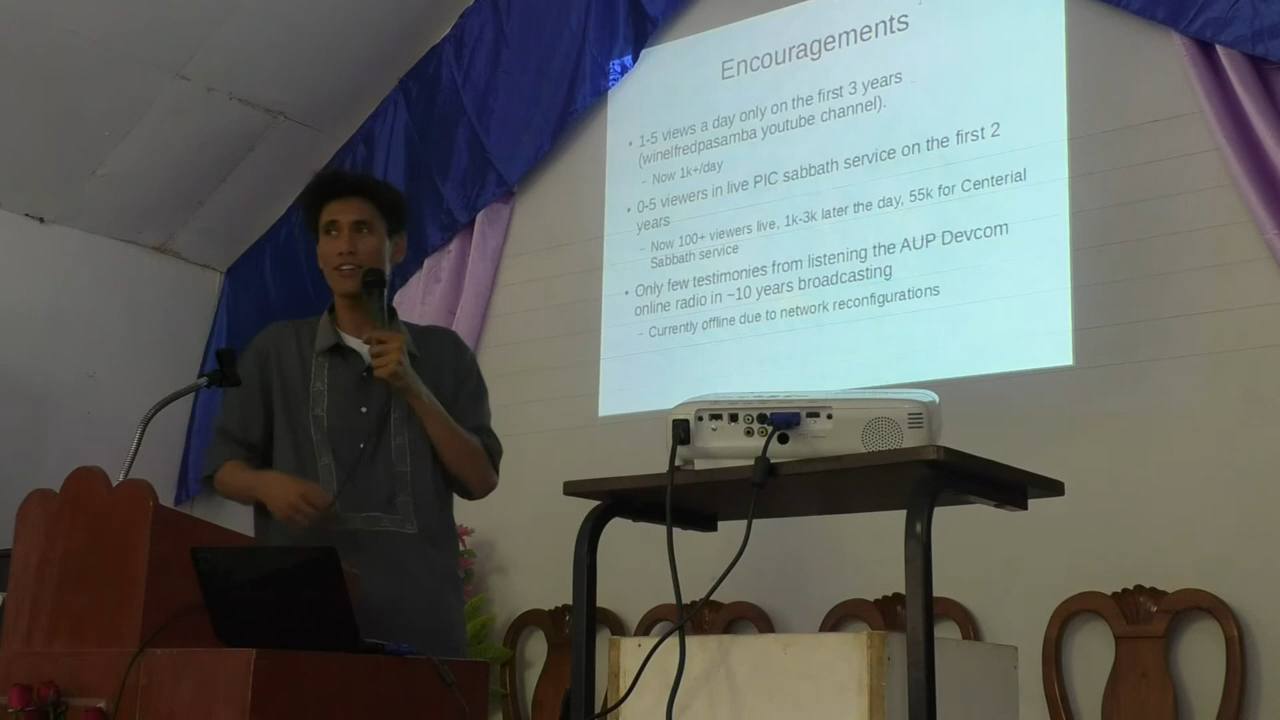 Encouragements
• 1-5 views a day only on the first 3 years
(winelfredpasamba youtube channel).
– Now 1k+/day
• 0-5 viewers in live PIC sabbath service on the first 2
years
– Now 100+ viewers live, 1k-3k later the day, 55k for Centerial
Sabbath service
• Only few testimonies from listening the AUP Devcom
online radio in ~10 years broadcasting
– Currently offline due to network reconfigurations